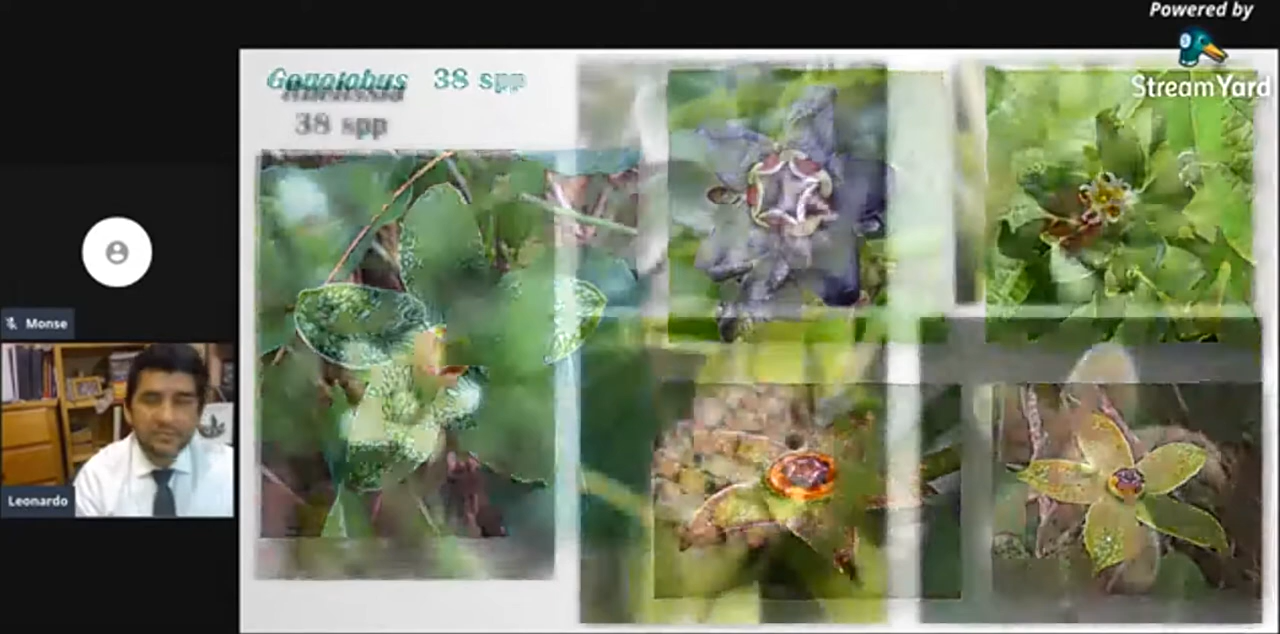 Powered by
StreamYard
Gonolobus 38 spp
38 spp
Monse
Leonardo